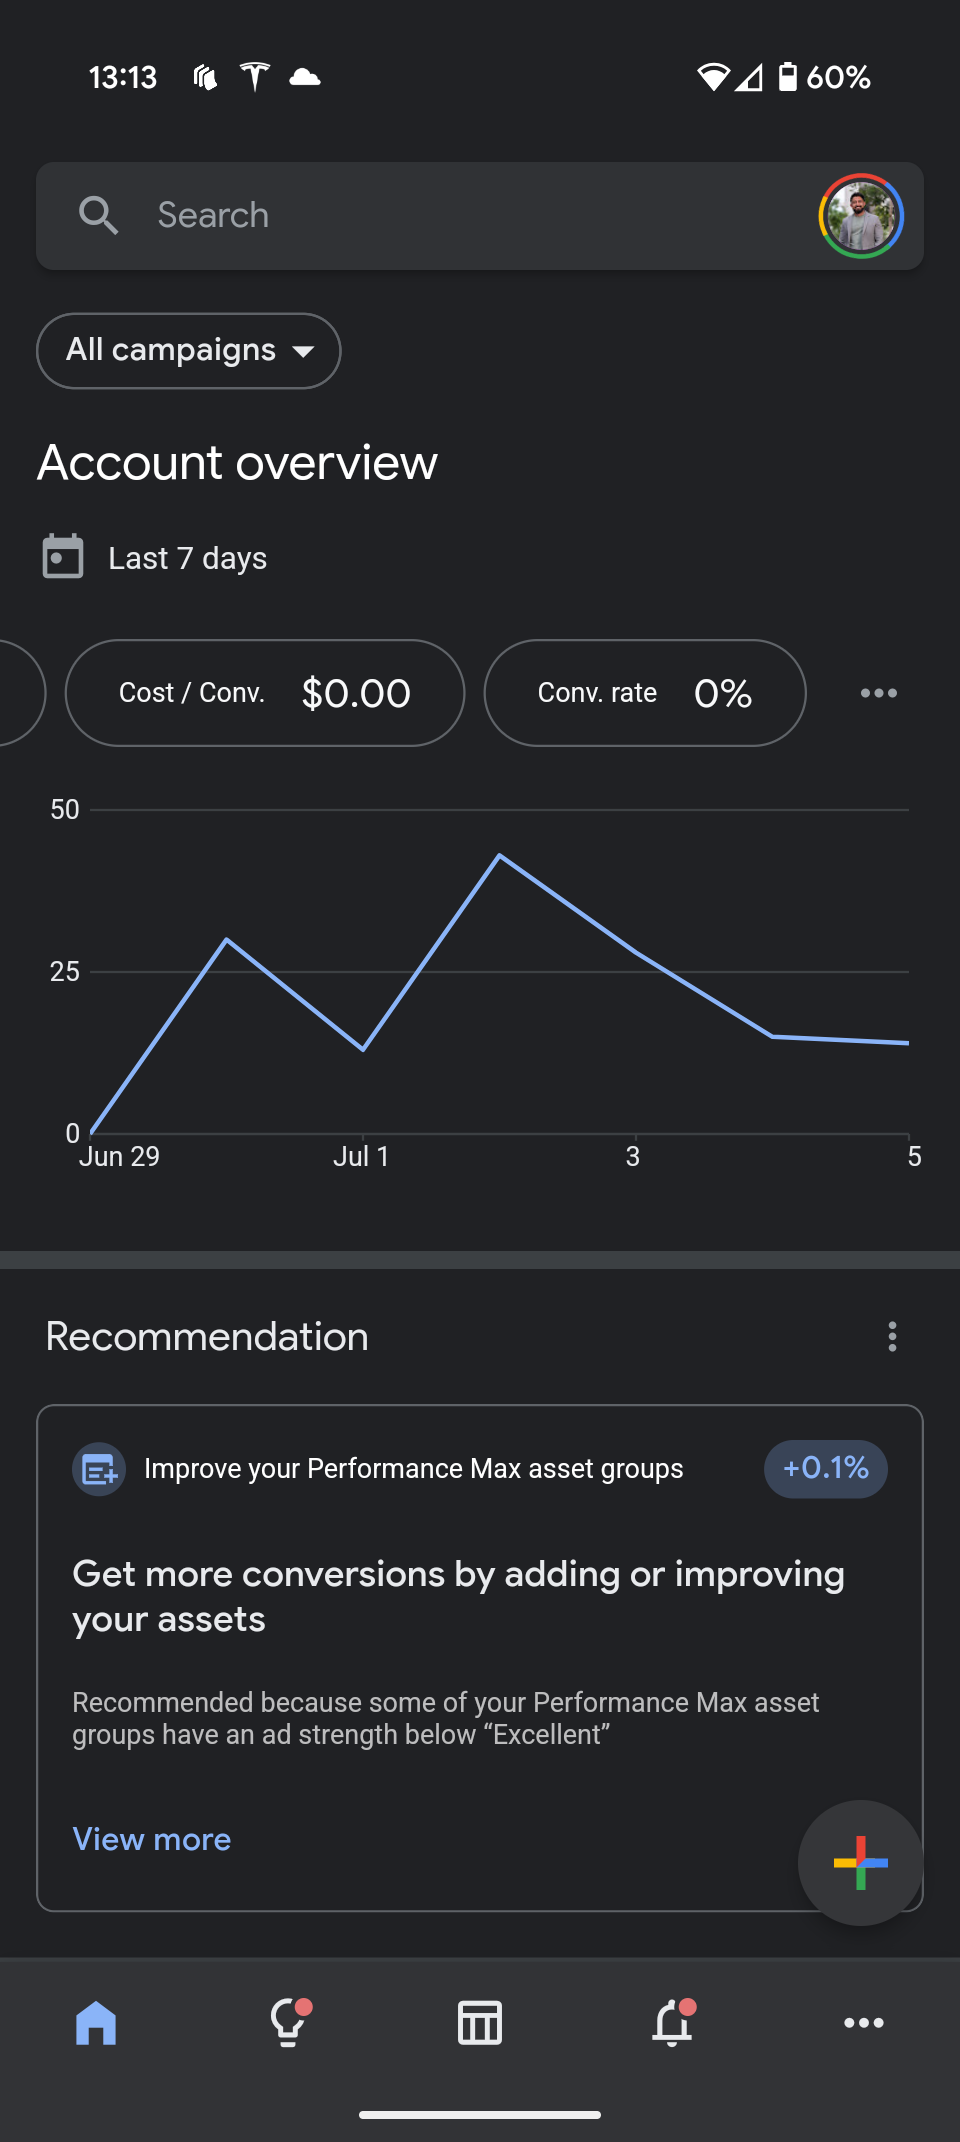 13:13
60%
Search
All campaigns
Account overview
Last 7 days
Cost / Conv. $0.00
Conv. rate 0%
50
25
0
Jun 29
Jul 1
3
5
Recommendation
Improve your Performance Max asset groups
+0.1%
Get more conversions by adding or improving
your assets
Recommended because some of your Performance Max asset
groups have an ad strength below “Excellent”
View more